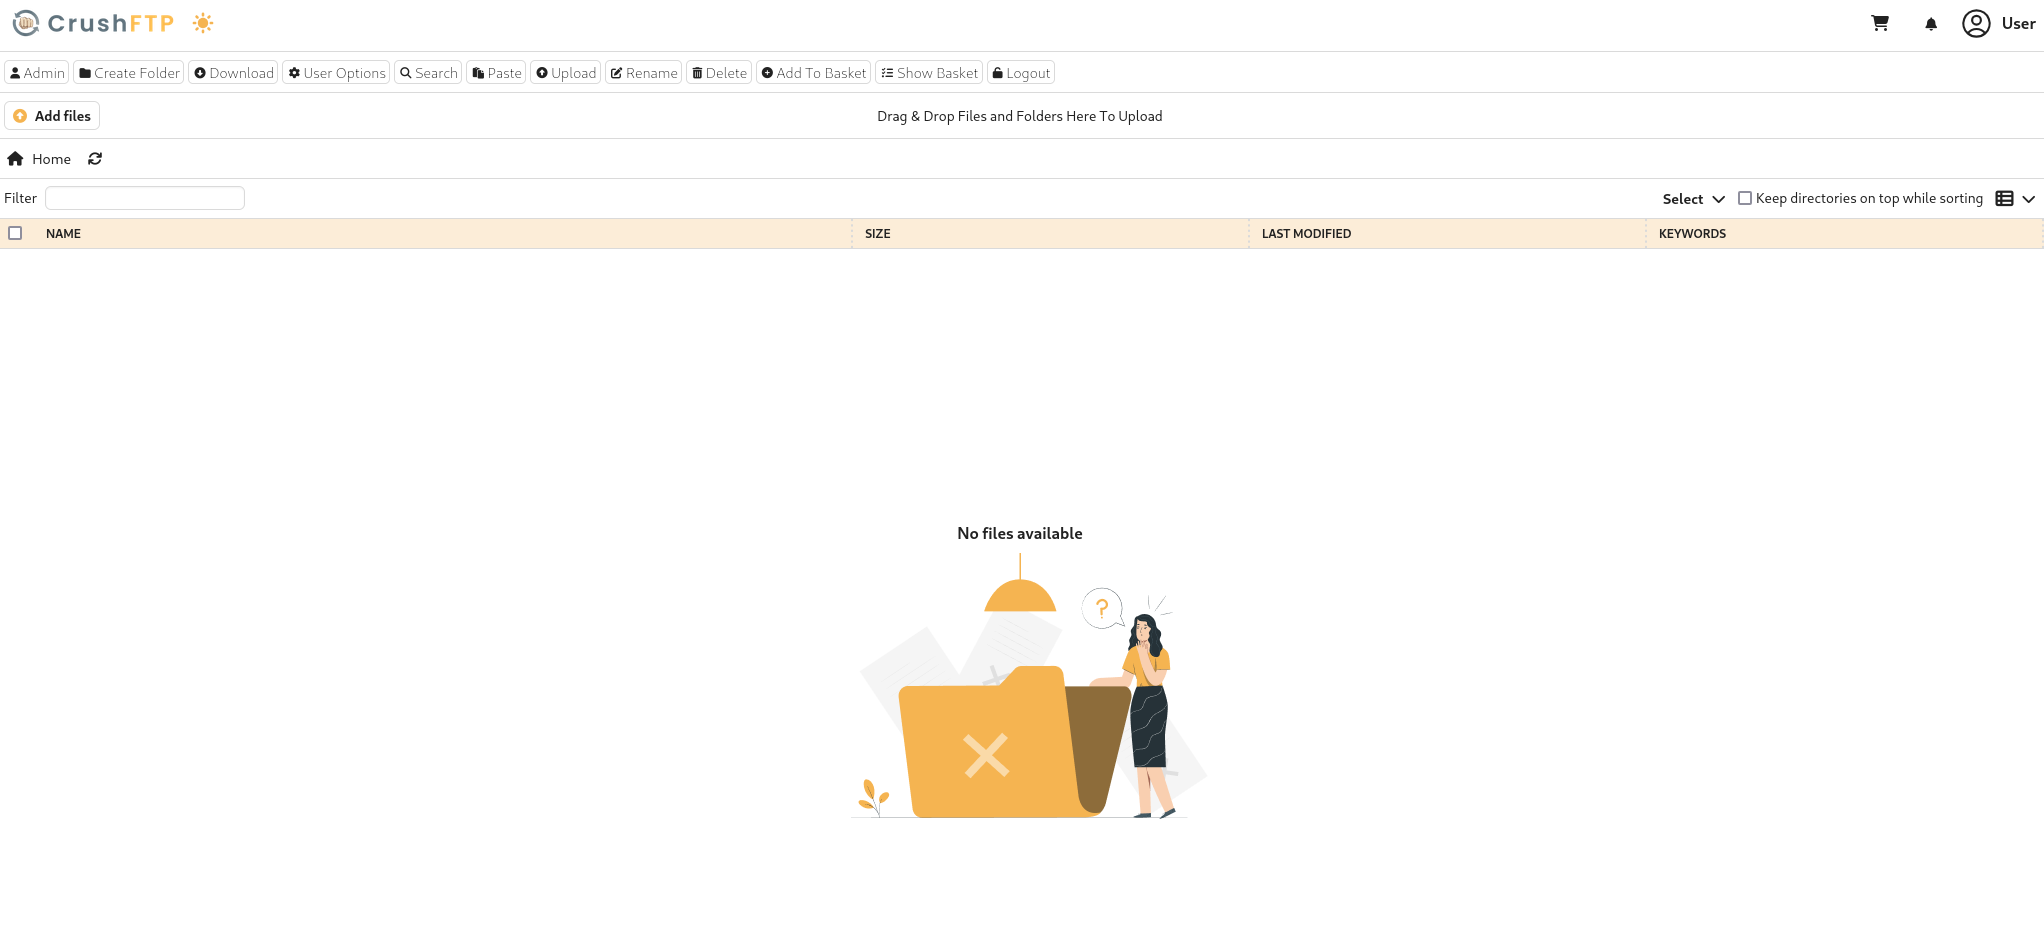 CrushFTP User
Admin Create Folder Download User Options Search Paste Upload Rename Delete Add To Basket Show Basket Logout
Add files Drag & Drop Files and Folders Here To Upload
Home
Filter Select Keep directories on top while sorting
NAME SIZE LAST MODIFIED KEYWORDS
No files available
?